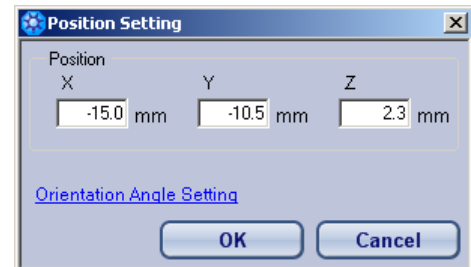 Position Setting
Position
X Y Z
-15.0 mm -10.5 mm 2.3 mm
Orientation Angle Setting
OK Cancel